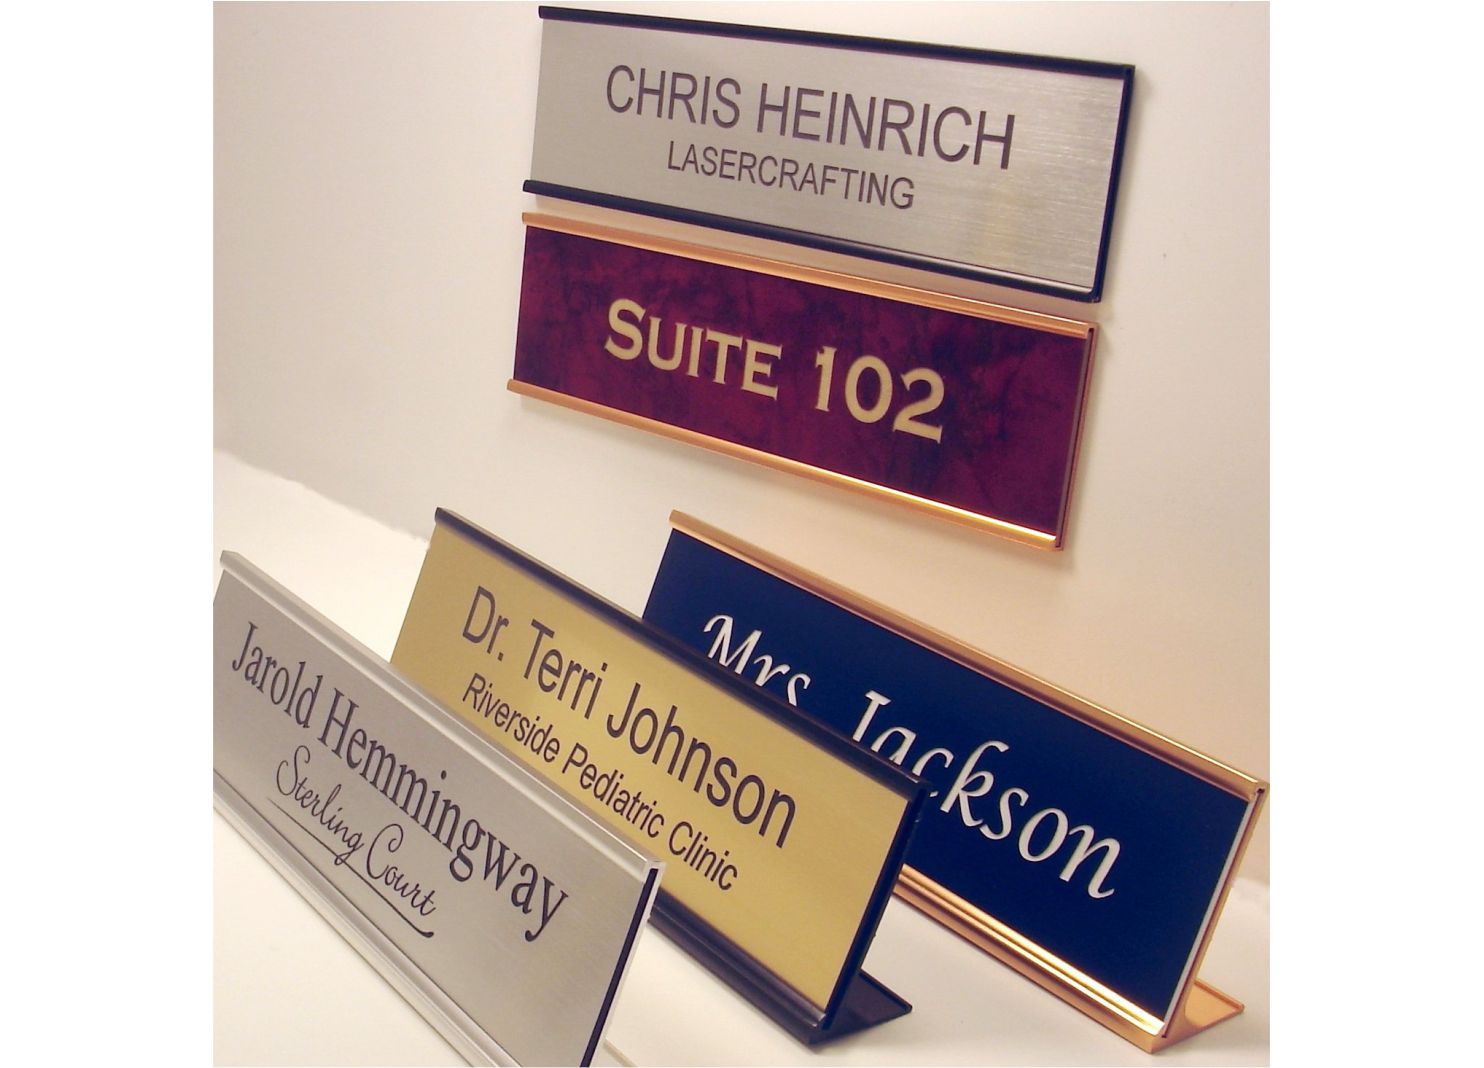 CHRIS HEINRICH
LASERCRAFTING
SUITE 102
Mrs. Jackson
Dr. Terri Johnson
Riverside Pediatric Clinic
Jarold Hemmingway
Sterling Court